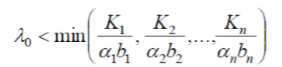 λ₀ < min(K₁/α₁b₁, K₂/α₂b₂, ..., Kₙ/αₙbₙ)